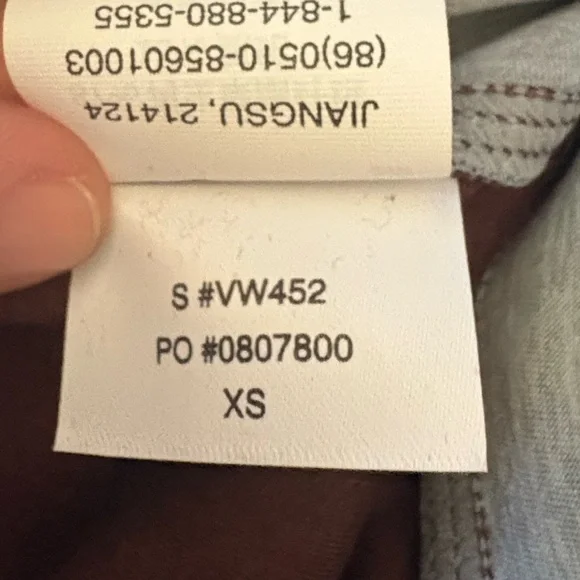 1-844-880-5355
(86)0510-85601003
JIANGSU, 214124
S #VW452
PO #0807800
XS